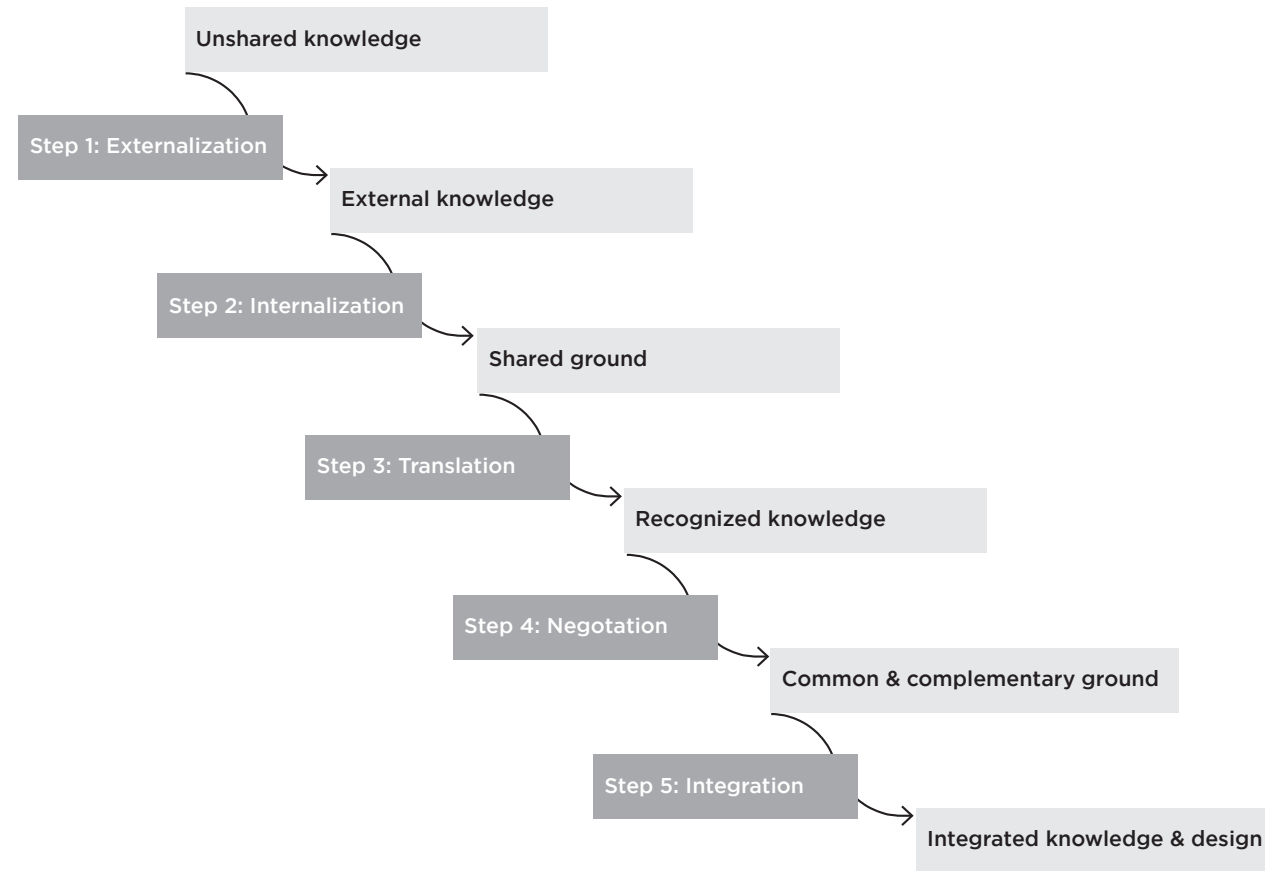 Unshared knowledge
Step 1: Externalization
External knowledge
Step 2: Internalization
Shared ground
Step 3: Translation
Recognized knowledge
Step 4: Negotation
Common & complementary ground
Step 5: Integration
Integrated knowledge & design